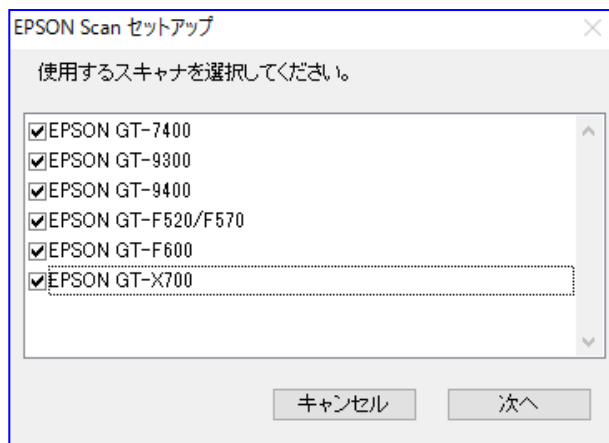 EPSON Scan セットアップ
使用するスキャナを選択してください。
EPSON GT-7400
EPSON GT-9300
EPSON GT-9400
EPSON GT-F520/F570
EPSON GT-F600
EPSON GT-X700
キャンセル
次へ